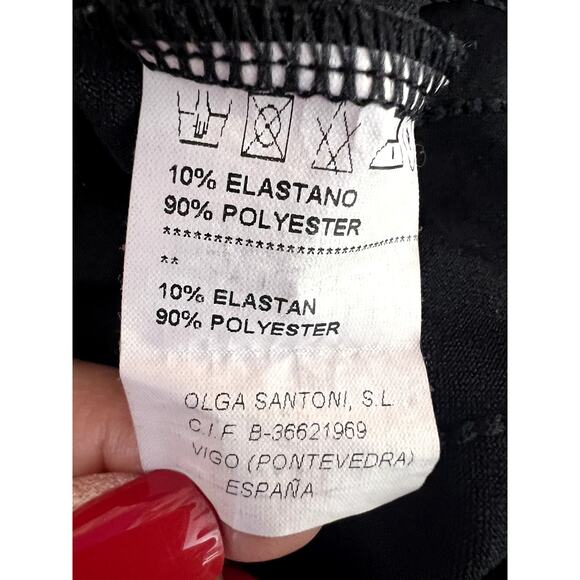 10% ELASTANO
90% POLYESTER
************************
**
10% ELASTAN
90% POLYESTER
OLGA SANTONI, S.L
C.I.F B-36621969
VIGO (PONTEVEDRA)
ESPAÑA